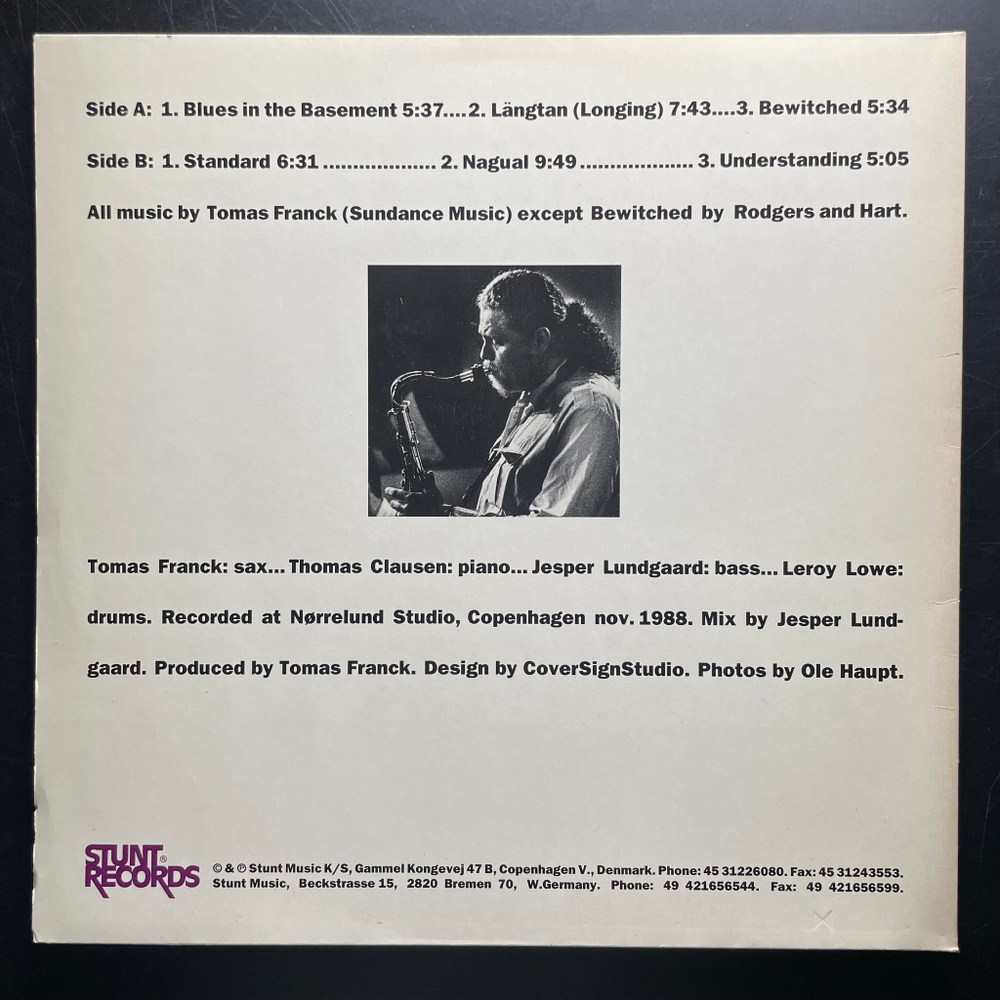 Side A: 1. Blues in the Basement 5:37....2. Längtan (Longing) 7:43....3. Bewitched 5:34
Side B: 1. Standard 6:31 ................... 2. Nagual 9:49 ................... 3. Understanding 5:05
All music by Tomas Franck (Sundance Music) except Bewitched by Rodgers and Hart.
Tomas Franck: sax... Thomas Clausen: piano... Jesper Lundgaard: bass... Leroy Lowe:
drums. Recorded at Nørrelund Studio, Copenhagen nov. 1988. Mix by Jesper Lund-
gaard. Produced by Tomas Franck. Design by CoverSignStudio. Photos by Ole Haupt.
STUNT®
RECORDS
© & ℗ Stunt Music K/S, Gammel Kongevej 47 B, Copenhagen V., Denmark. Phone: 45 31226080. Fax: 45 31243553.
Stunt Music, Beckstrasse 15, 2820 Bremen 70, W.Germany. Phone: 49 421656544. Fax: 49 421656599.